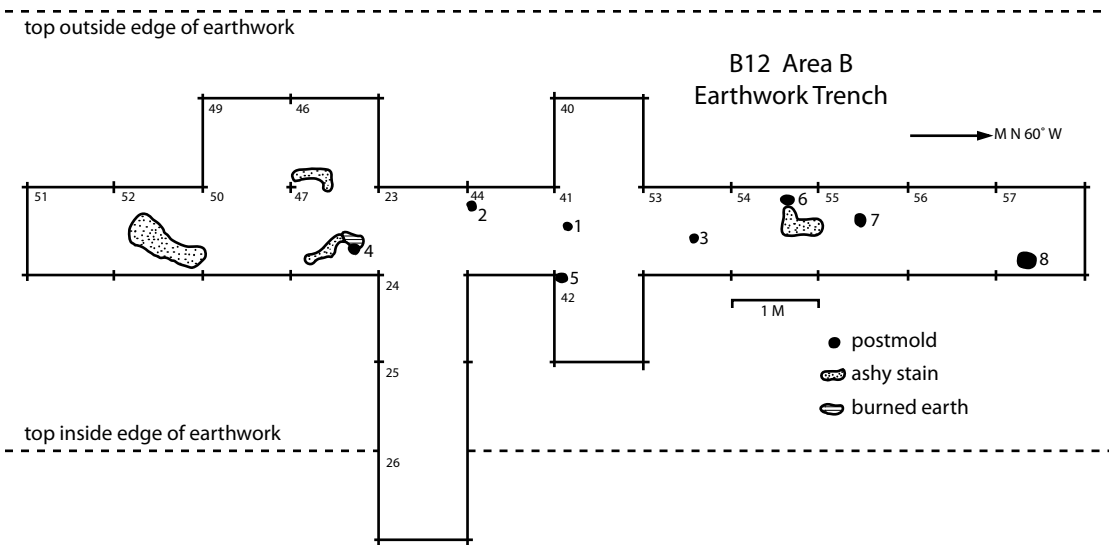 top outside edge of earthwork
B12 Area B
Earthwork Trench
M N 60° W
49 46 40
51 52 50 47 23 44 41 53 54 55 56 57
6
2
7
1
3
4
8
5
24 42
1 M
postmold
25
ashy stain
burned earth
top inside edge of earthwork
26